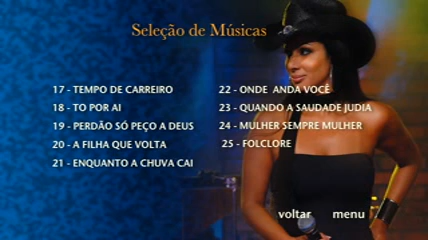 Seleção de Músicas
17 - TEMPO DE CARREIRO
18 - TO POR AI
19 - PERDÃO SÓ PEÇO A DEUS
20 - A FILHA QUE VOLTA
21 - ENQUANTO A CHUVA CAI
22 - ONDE ANDA VOCÊ
23 - QUANDO A SAUDADE JUDIA
24 - MULHER SEMPRE MULHER
25 - FOLCLORE
voltar menu